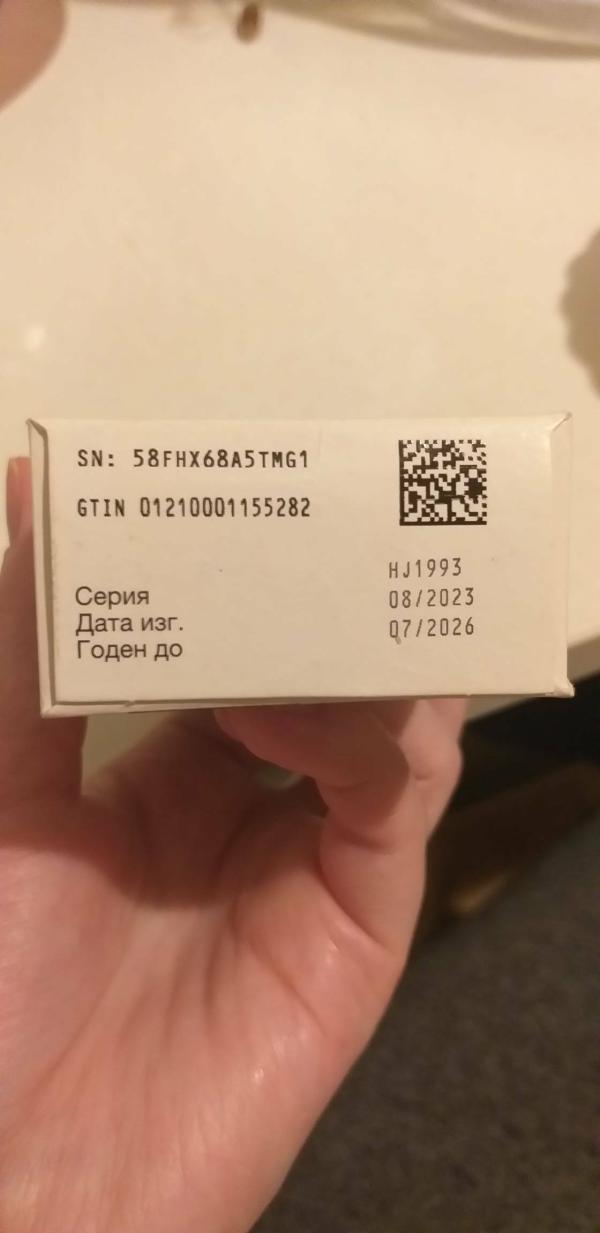 SN: 58FHX68A5TMG1
GTIN 01210001155282
HJ1993
Серия 08/2023
Дата изг. 07/2026
Годен до